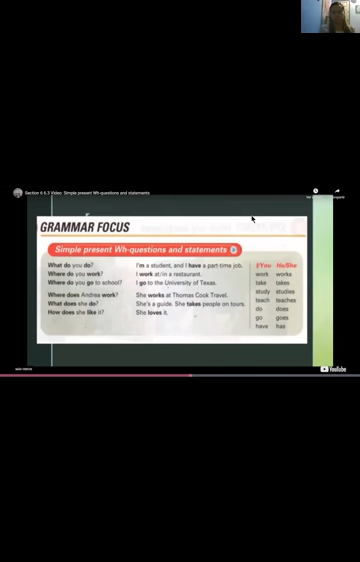 Section 6 6.3 Video: Simple present Wh-questions and statements
GRAMMAR FOCUS
Simple present Wh-questions and statements
What do you do? I'm a student, and I have a part-time job.
Where do you work? I work at/in a restaurant.
Where do you go to school? I go to the University of Texas.
Where does Andrea work? She works at Thomas Cook Travel.
What does she do? She's a guide. She takes people on tours.
How does she like it? She loves it.
I/You He/She
work works
take takes
study studies
teach teaches
do does
go goes
have has
YouTube